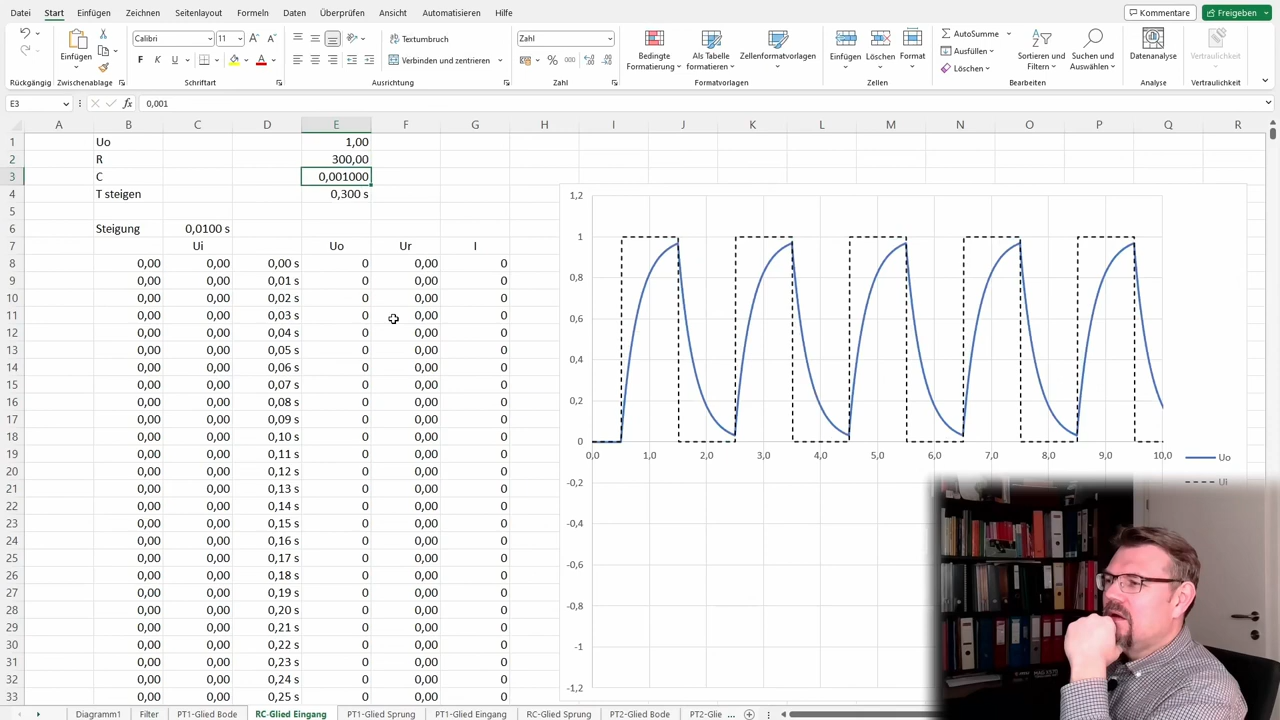 Datei Start Einfügen Zeichnen Seitenlayout Formeln Daten Überprüfen Ansicht Automatisieren Hilfe Kommentare Freigeben
Calibri 11 Textumbruch Zahl AutoSumme
Einfügen F K U Verbinden und zentrieren % 000 Bedingte Formatierung Als Tabelle formatieren Zellenformatvorlagen Einfügen Löschen Format Ausfüllen Löschen Sortieren und Filtern Suchen und Auswählen Datenanalyse Vertraulichkeit
Rückgängig Zwischenablage Schriftart Ausrichtung Zahl Formatvorlagen Zellen Bearbeiten Analyse Vertraulichkeit
E3 fx 0,001
A B C D E F G H I J K L M N O P Q R
1 Uo 1,00
2 R 300,00
3 C 0,001000
4 T steigen 0,300 s
5
6 Steigung 0,0100 s
7 Ui Uo Ur I
8 0,00 0,00 0,00 s 0 0,00 0
9 0,00 0,00 0,01 s 0 0,00 0
10 0,00 0,00 0,02 s 0 0,00 0
11 0,00 0,00 0,03 s 0 0,00 0
12 0,00 0,00 0,04 s 0 0,00 0
13 0,00 0,00 0,05 s 0 0,00 0
14 0,00 0,00 0,06 s 0 0,00 0
15 0,00 0,00 0,07 s 0 0,00 0
16 0,00 0,00 0,08 s 0 0,00 0
17 0,00 0,00 0,09 s 0 0,00 0
18 0,00 0,00 0,10 s 0 0,00 0
19 0,00 0,00 0,11 s 0 0,00 0
20 0,00 0,00 0,12 s 0 0,00 0
21 0,00 0,00 0,13 s 0 0,00 0
22 0,00 0,00 0,14 s 0 0,00 0
23 0,00 0,00 0,15 s 0 0,00 0
24 0,00 0,00 0,16 s 0 0,00 0
25 0,00 0,00 0,17 s 0 0,00 0
26 0,00 0,00 0,18 s 0 0,00 0
27 0,00 0,00 0,19 s 0 0,00 0
28 0,00 0,00 0,20 s 0 0,00 0
29 0,00 0,00 0,21 s 0 0,00 0
30 0,00 0,00 0,22 s 0 0,00 0
31 0,00 0,00 0,23 s 0 0,00 0
32 0,00 0,00 0,24 s 0 0,00 0
33 0,00 0,00 0,25 s 0 0,00 0
1,2
1
0,8
0,6
0,4
0,2
0
0,0 1,0 2,0 3,0 4,0 5,0 6,0 7,0 8,0 9,0 10,0
Uo
Ui
-0,2
-0,4
-0,6
-0,8
-1
-1,2
Diagramm1 Filter PT1-Glied Bode RC-Glied Eingang PT1-Glied Sprung PT1-Glied Eingang RC-Glied Sprung PT2-Glied Bode PT2-Glie ...